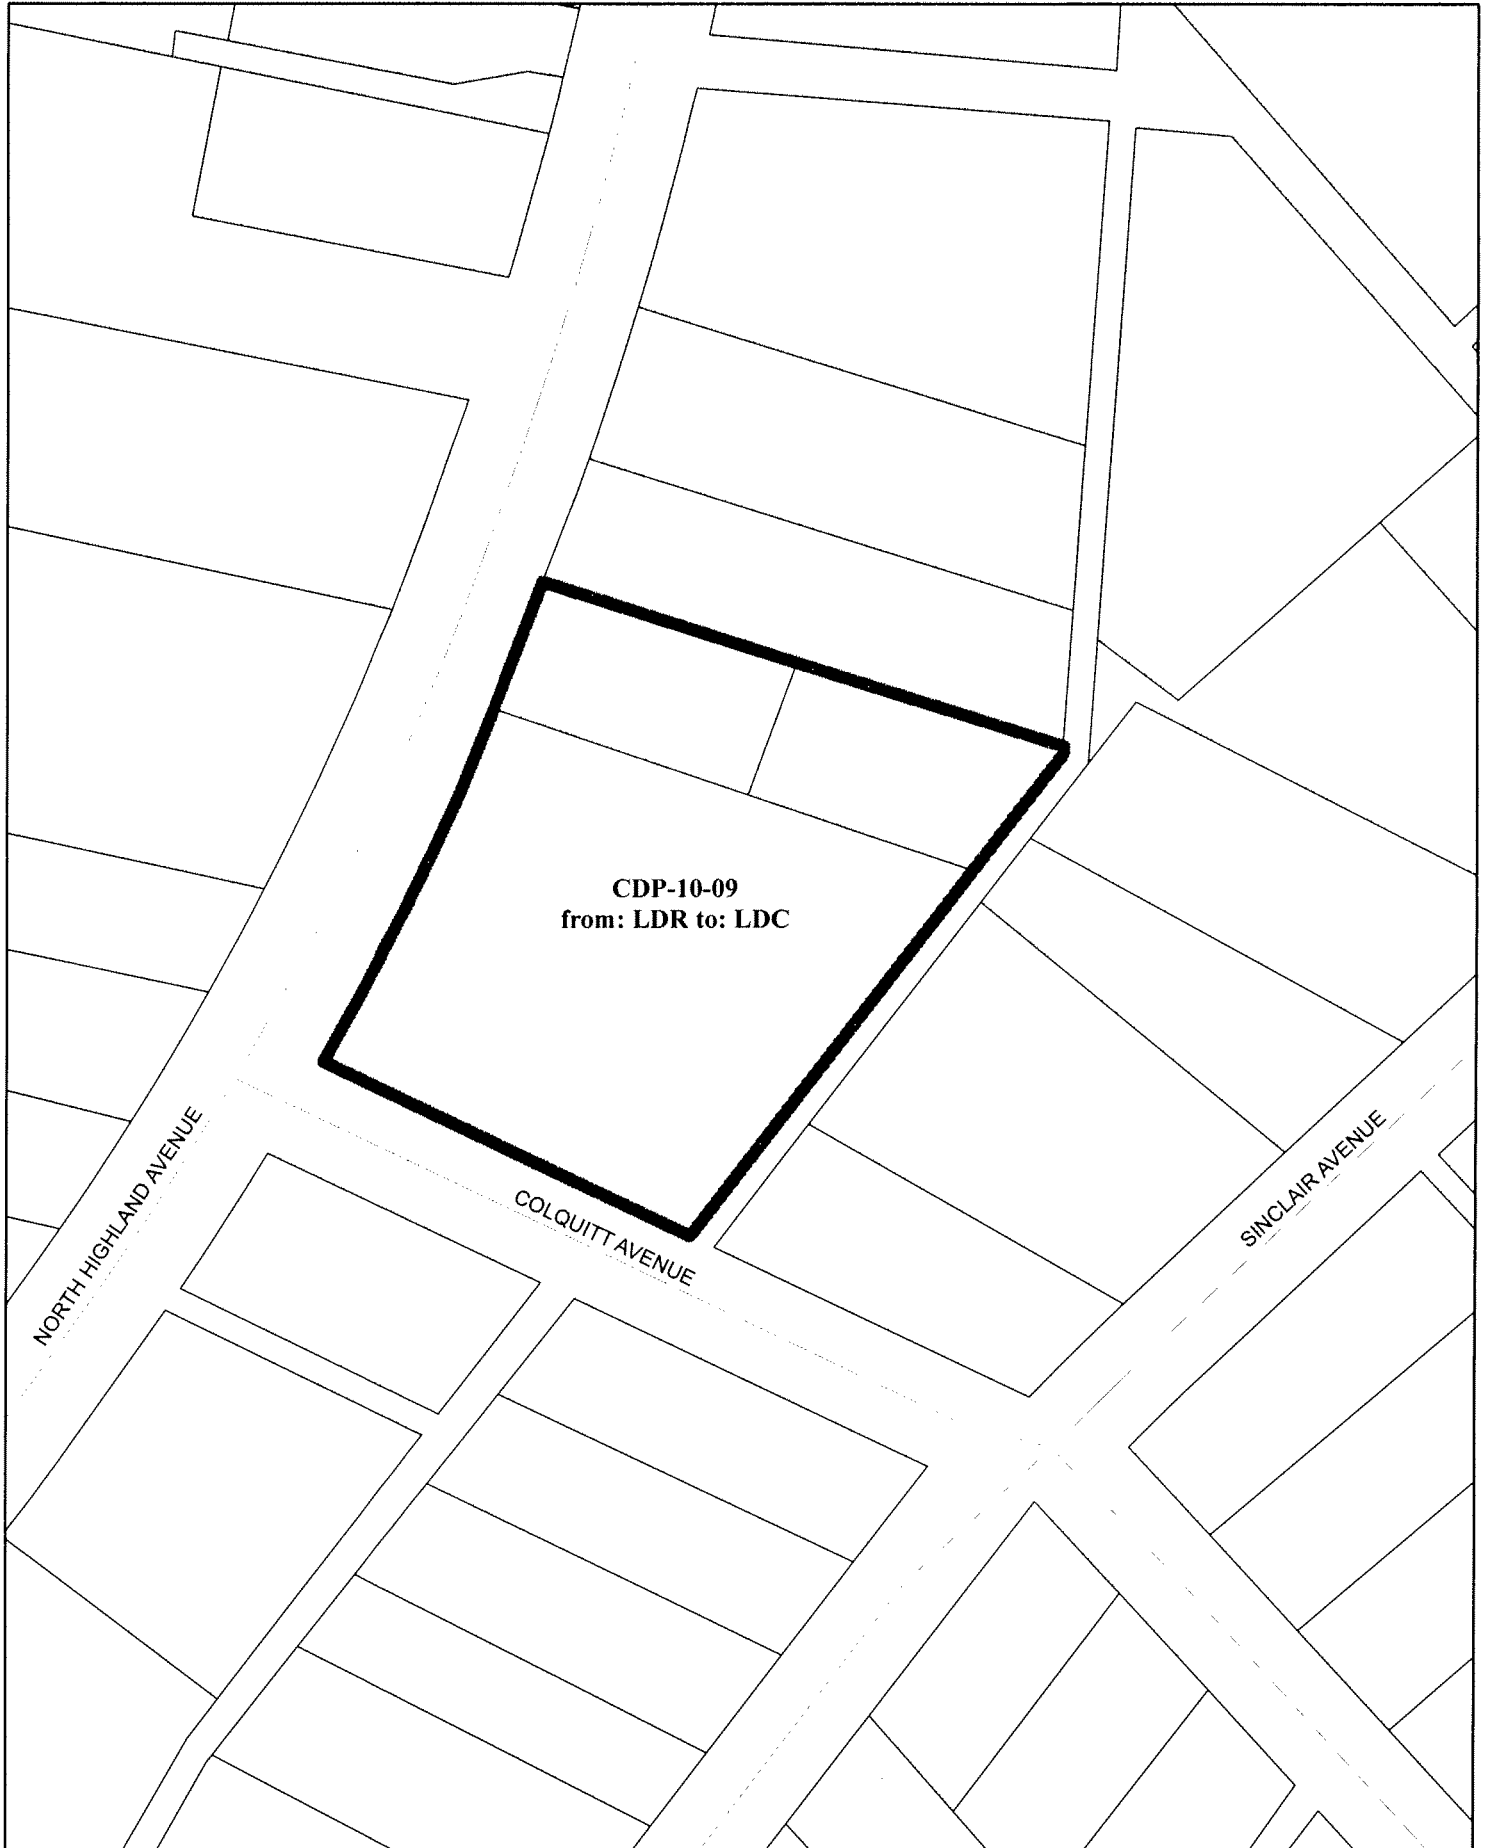 CDP-10-09
from: LDR to: LDC
NORTH HIGHLAND AVENUE
COLQUITT AVENUE
SINCLAIR AVENUE